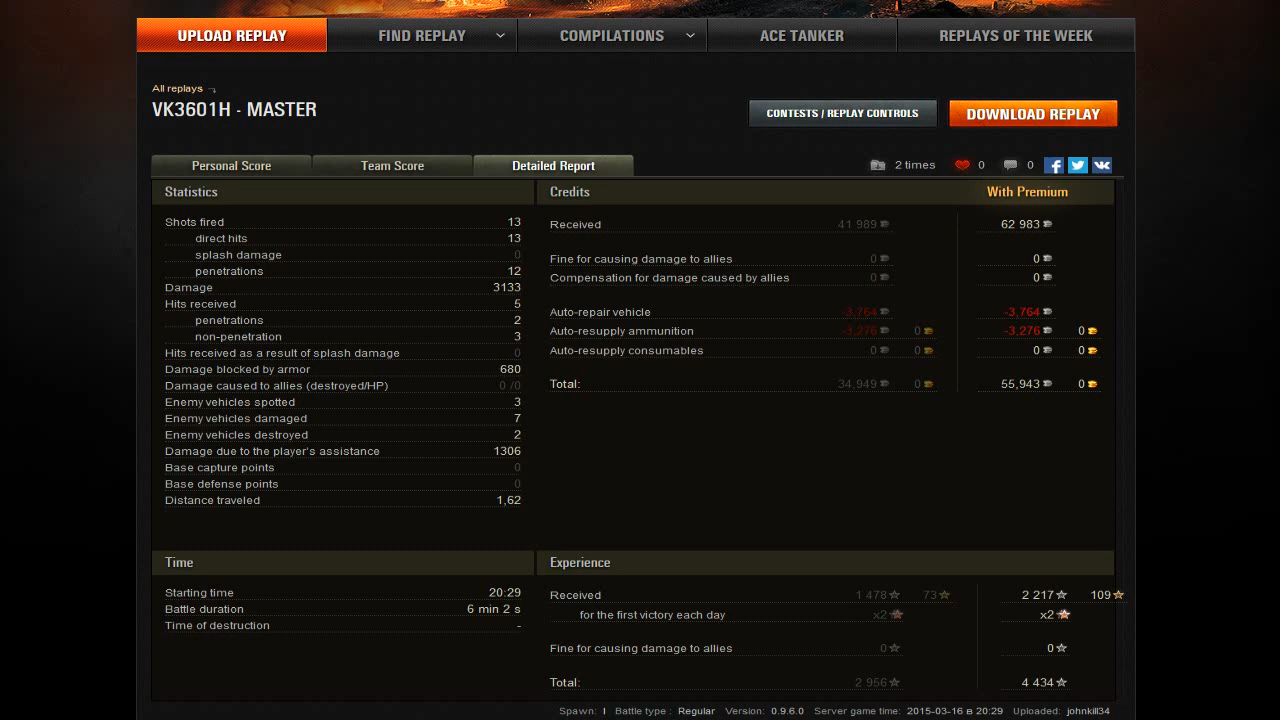 UPLOAD REPLAY FIND REPLAY COMPILATIONS ACE TANKER REPLAYS OF THE WEEK
All replays
VK3601H - MASTER
CONTESTS / REPLAY CONTROLS DOWNLOAD REPLAY
Personal Score Team Score Detailed Report 2 times 0 0
Statistics
Shots fired 13
direct hits 13
splash damage 0
penetrations 12
Damage 3133
Hits received 5
penetrations 2
non-penetration 3
Hits received as a result of splash damage 0
Damage blocked by armor 680
Damage caused to allies (destroyed/HP) 0 /0
Enemy vehicles spotted 3
Enemy vehicles damaged 7
Enemy vehicles destroyed 2
Damage due to the player's assistance 1306
Base capture points 0
Base defense points 0
Distance traveled 1,62
Credits With Premium
Received 41 989 62 983
Fine for causing damage to allies 0 0
Compensation for damage caused by allies 0 0
Auto-repair vehicle -3,764 -3,764
Auto-resupply ammunition -3,276 0 -3,276 0
Auto-resupply consumables 0 0 0 0
Total: 34,949 0 55,943 0
Time
Starting time 20:29
Battle duration 6 min 2 s
Time of destruction -
Experience
Received 1 478 73 2 217 109
for the first victory each day x2 x2
Fine for causing damage to allies 0 0
Total: 2 956 4 434
Spawn: I Battle type : Regular Version: 0.9.6.0 Server game time: 2015-03-16 в 20:29 Uploaded: johnkill34